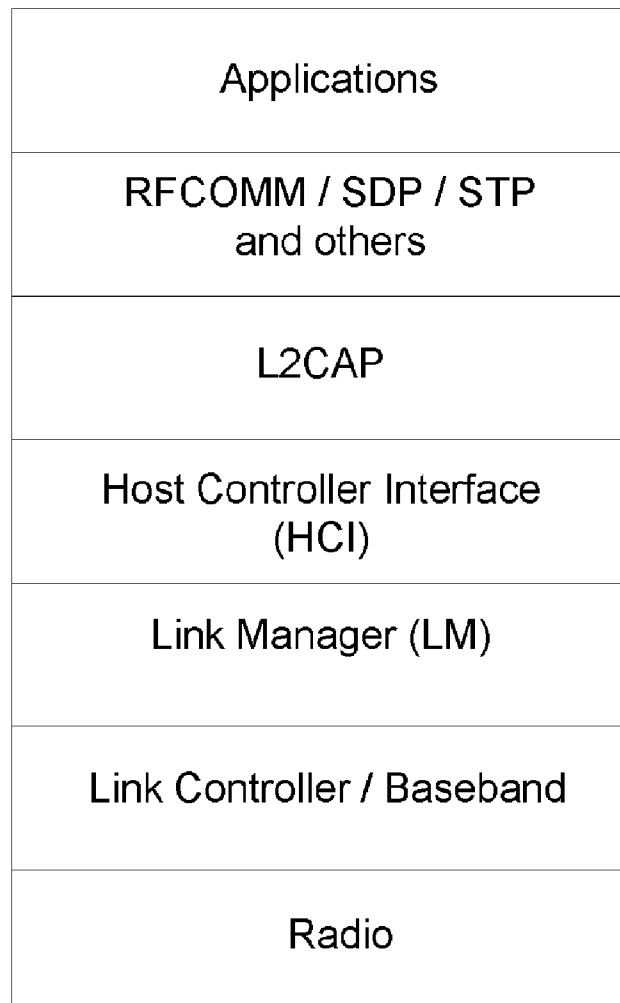 Applications
RFCOMM / SDP / STP
and others
L2CAP
Host Controller Interface
(HCI)
Link Manager (LM)
Link Controller / Baseband
Radio